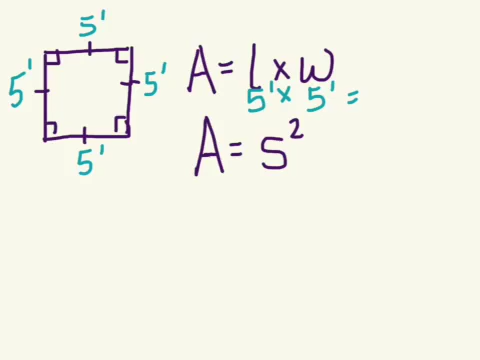 5'
5' 5'
5'
A = l x w
5' x 5' =
A = s²